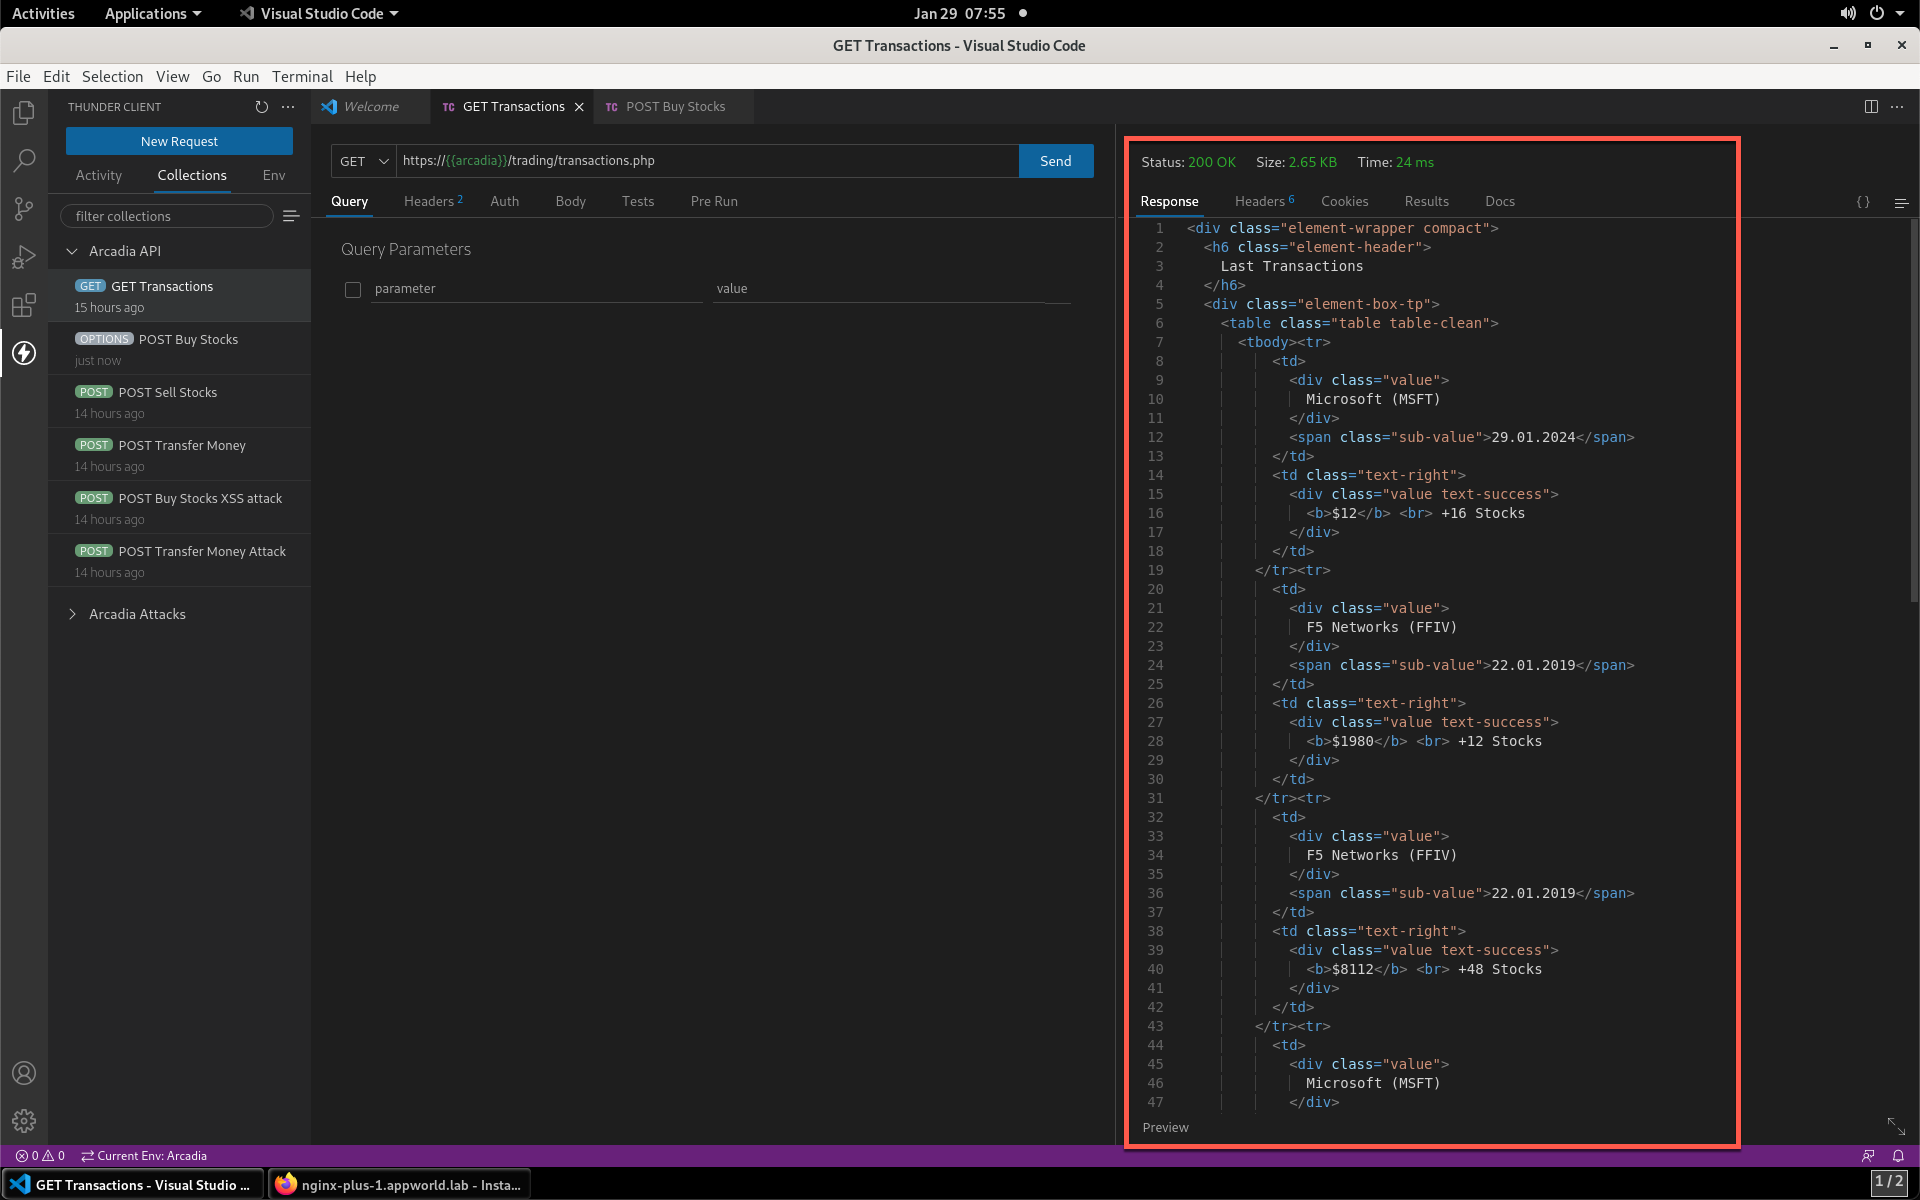 Activities Applications Visual Studio Code Jan 29 07:55
GET Transactions - Visual Studio Code
File Edit Selection View Go Run Terminal Help
THUNDER CLIENT
New Request
Activity Collections Env
filter collections
Arcadia API
GET GET Transactions
15 hours ago
OPTIONS POST Buy Stocks
just now
POST POST Sell Stocks
14 hours ago
POST POST Transfer Money
14 hours ago
POST POST Buy Stocks XSS attack
14 hours ago
POST POST Transfer Money Attack
14 hours ago
Arcadia Attacks
Welcome TC GET Transactions TC POST Buy Stocks
GET https://{{arcadia}}/trading/transactions.php Send
Query Headers 2 Auth Body Tests Pre Run
Query Parameters
parameter value
Status: 200 OK Size: 2.65 KB Time: 24 ms
Response Headers 6 Cookies Results Docs {}
1 <div class="element-wrapper compact">
2 <h6 class="element-header">
3 Last Transactions
4 </h6>
5 <div class="element-box-tp">
6 <table class="table table-clean">
7 <tbody><tr>
8 <td>
9 <div class="value">
10 Microsoft (MSFT)
11 </div>
12 <span class="sub-value">29.01.2024</span>
13 </td>
14 <td class="text-right">
15 <div class="value text-success">
16 <b>$12</b> <br> +16 Stocks
17 </div>
18 </td>
19 </tr><tr>
20 <td>
21 <div class="value">
22 F5 Networks (FFIV)
23 </div>
24 <span class="sub-value">22.01.2019</span>
25 </td>
26 <td class="text-right">
27 <div class="value text-success">
28 <b>$1980</b> <br> +12 Stocks
29 </div>
30 </td>
31 </tr><tr>
32 <td>
33 <div class="value">
34 F5 Networks (FFIV)
35 </div>
36 <span class="sub-value">22.01.2019</span>
37 </td>
38 <td class="text-right">
39 <div class="value text-success">
40 <b>$8112</b> <br> +48 Stocks
41 </div>
42 </td>
43 </tr><tr>
44 <td>
45 <div class="value">
46 Microsoft (MSFT)
47 </div>
Preview
0 0 Current Env: Arcadia
GET Transactions - Visual Studio ... nginx-plus-1.appworld.lab - Insta... 1 / 2